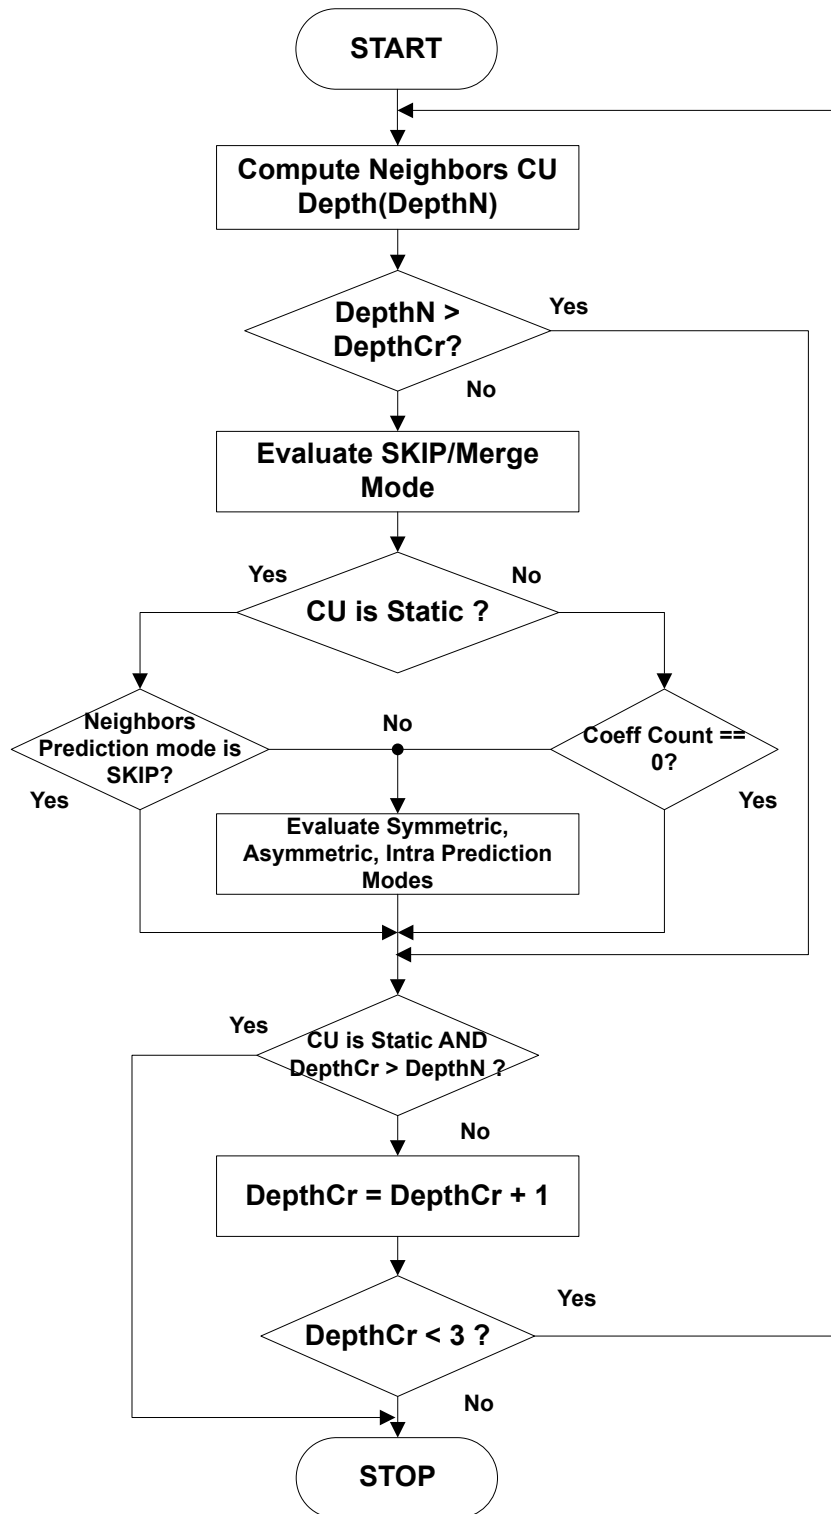 START
Compute Neighbors CU
Depth(DepthN)
DepthN >
DepthCr?
Yes
No
Evaluate SKIP/Merge
Mode
Yes
No
CU is Static ?
Neighbors
Prediction mode is
SKIP?
No
Coeff Count ==
0?
Yes
Yes
Evaluate Symmetric,
Asymmetric, Intra Prediction
Modes
Yes
CU is Static AND
DepthCr > DepthN ?
No
DepthCr = DepthCr + 1
DepthCr < 3 ?
Yes
No
STOP